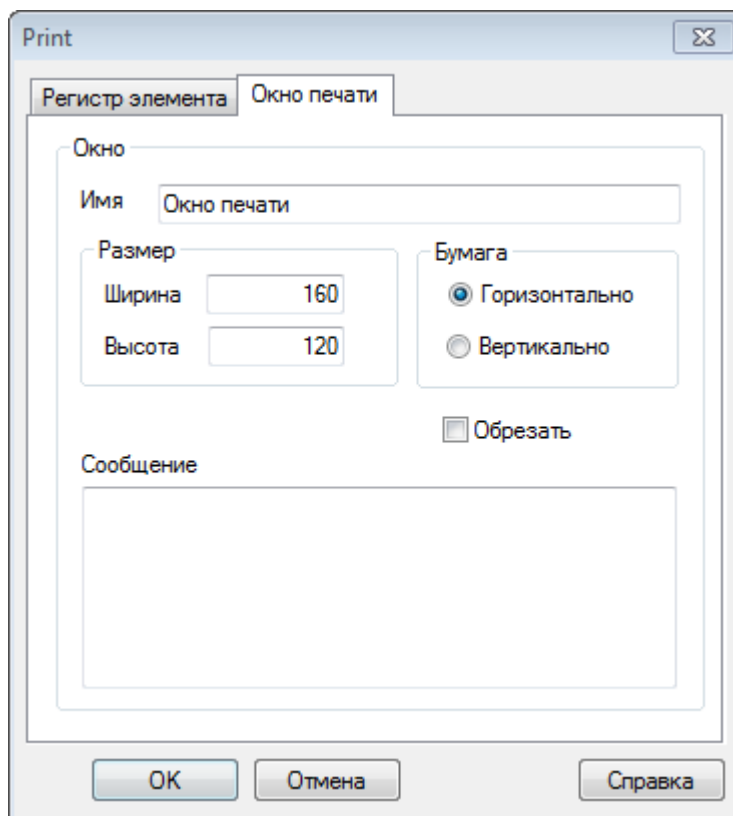 Print
Регистр элемента Окно печати
Окно
Имя Окно печати
Размер Бумага
Ширина 160 Горизонтально
Высота 120 Вертикально
Обрезать
Сообщение
OK Отмена Справка